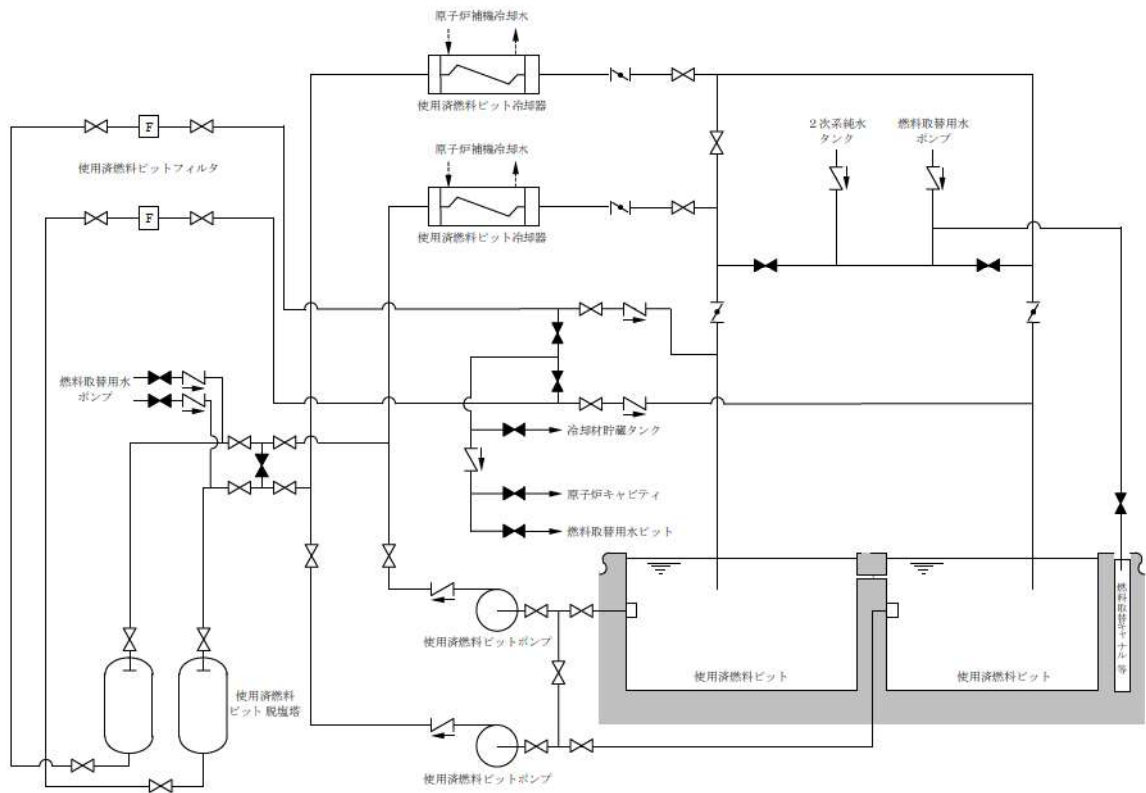 原子炉補機冷却水
使用済燃料ピット冷却器
2次系純水
タンク
燃料取替用水
ポンプ
F
使用済燃料ピットフィルタ
原子炉補機冷却水
F
使用済燃料ピット冷却器
燃料取替用水
ポンプ
冷却材貯蔵タンク
原子炉キャビティ
燃料取替用水ピット
燃料取替キャナル等
使用済燃料ピットポンプ
使用済燃料ピット
使用済燃料ピット
使用済燃料
ピット脱塩塔
使用済燃料ピットポンプ